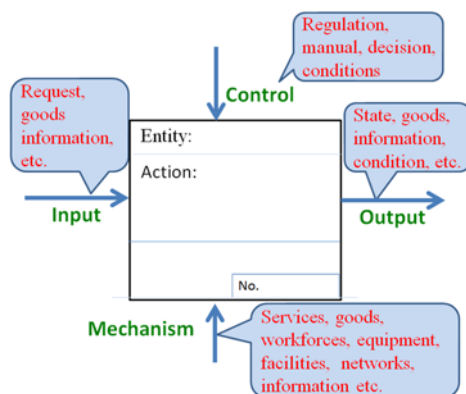 Regulation,
manual, decision,
conditions
Control
Request,
goods
information,
etc.
Entity:
State, goods,
information,
condition, etc.
Action:
Input
Output
No.
Mechanism
Services, goods,
workforces, equipment,
facilities, networks,
information etc.